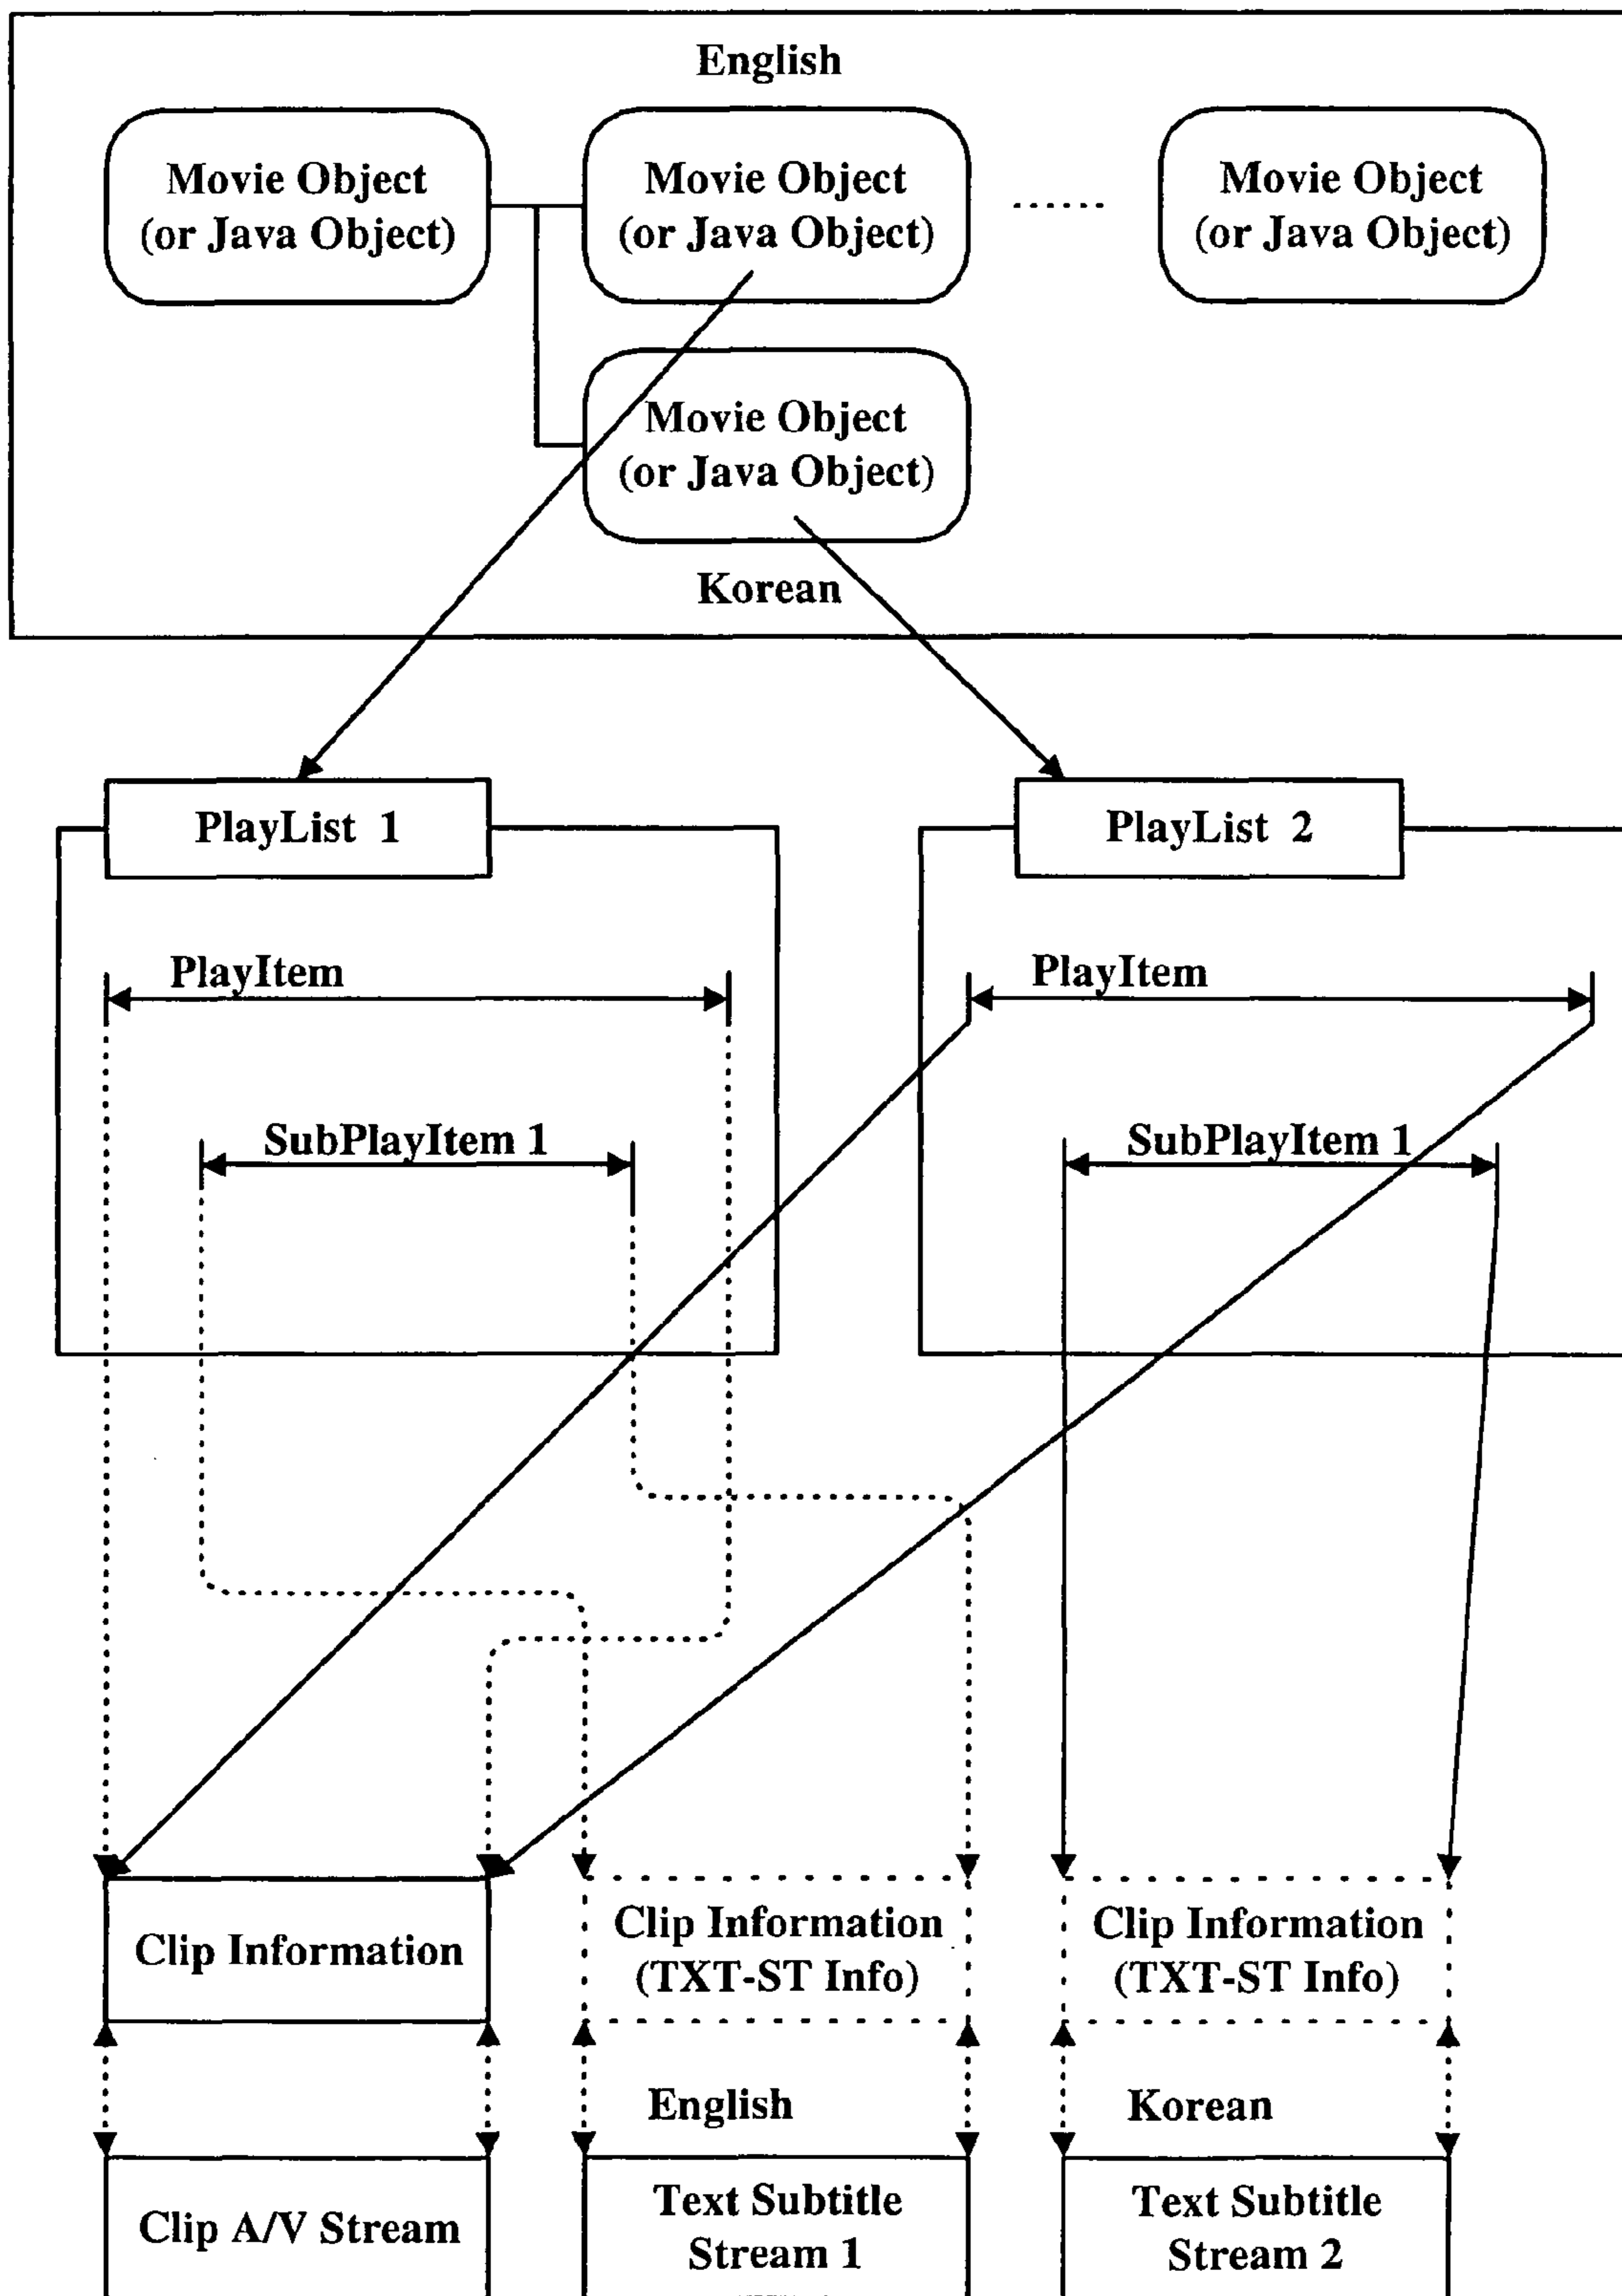 English
Movie Object
(or Java Object)
Movie Object
(or Java Object)
Movie Object
(or Java Object)
Movie Object
(or Java Object)
Korean
PlayList 1
PlayList 2
PlayItem
PlayItem
SubPlayItem 1
SubPlayItem 1
Clip Information
Clip Information
(TXT-ST Info)
Clip Information
(TXT-ST Info)
English
Korean
Clip A/V Stream
Text Subtitle
Stream 1
Text Subtitle
Stream 2